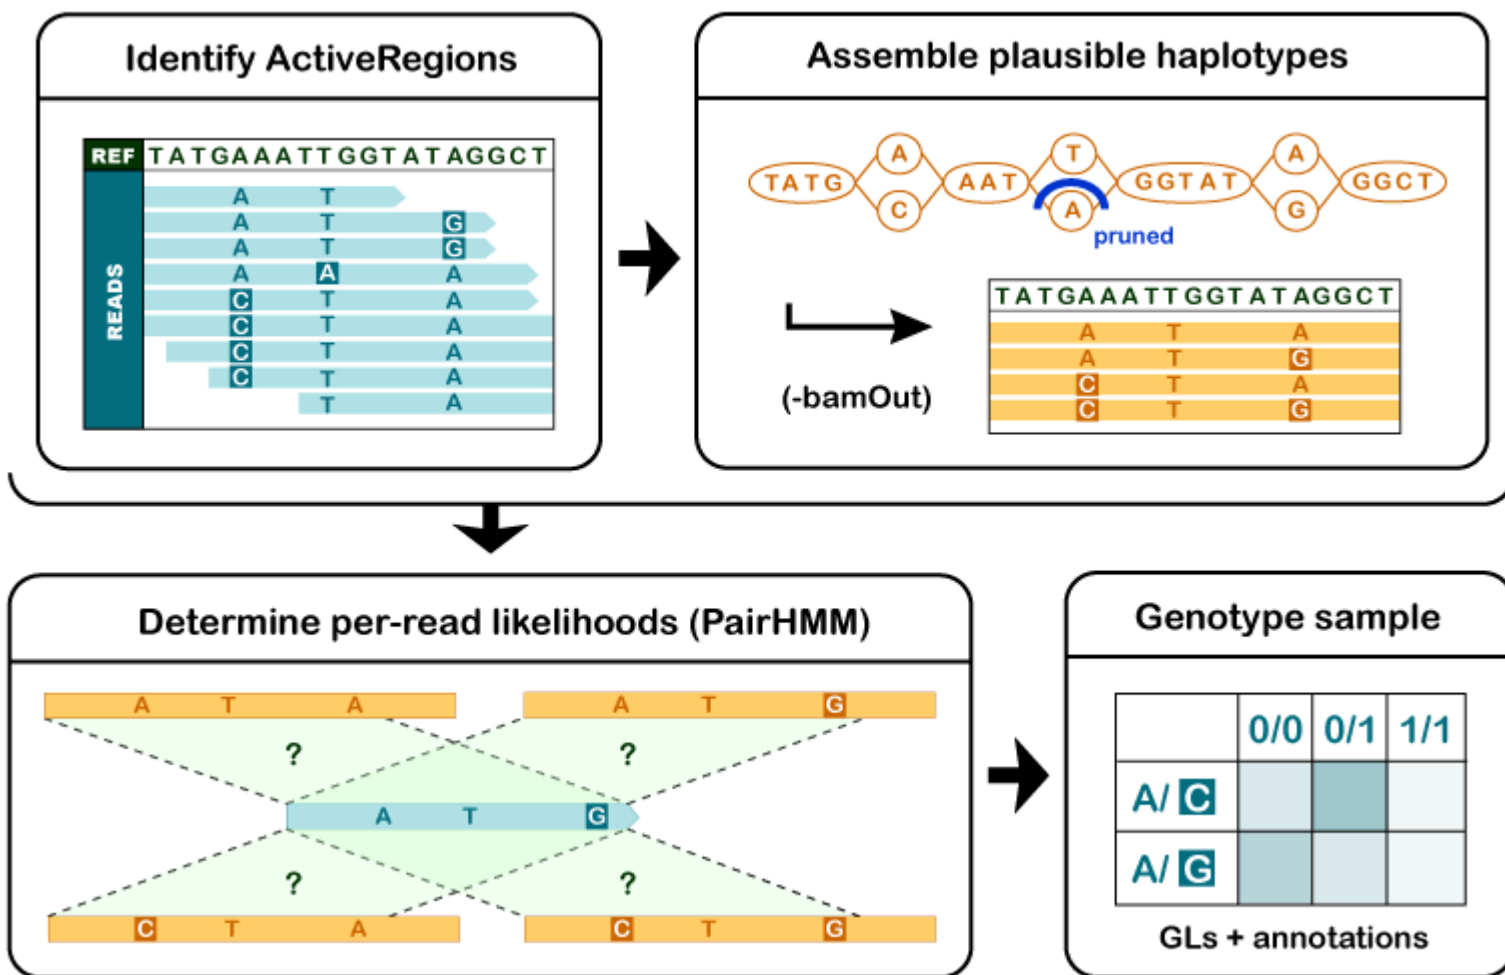 Identify ActiveRegions
REF TATGAAATTGGTATAGGCT
READS
A T
A T G
A T G
A A A
C T A
C T A
C T A
C T A
T A
Assemble plausible haplotypes
A T A
TATG AAT GGTAT GGCT
C A G
pruned
TATGAAATTGGTATAGGCT
(-bamOut)
A T A
A T G
C T A
C T G
Determine per-read likelihoods (PairHMM)
A T A A T G
? ?
A T G
? ?
C T A C T G
Genotype sample
0/0 0/1 1/1
A/ C
A/ G
GLs + annotations